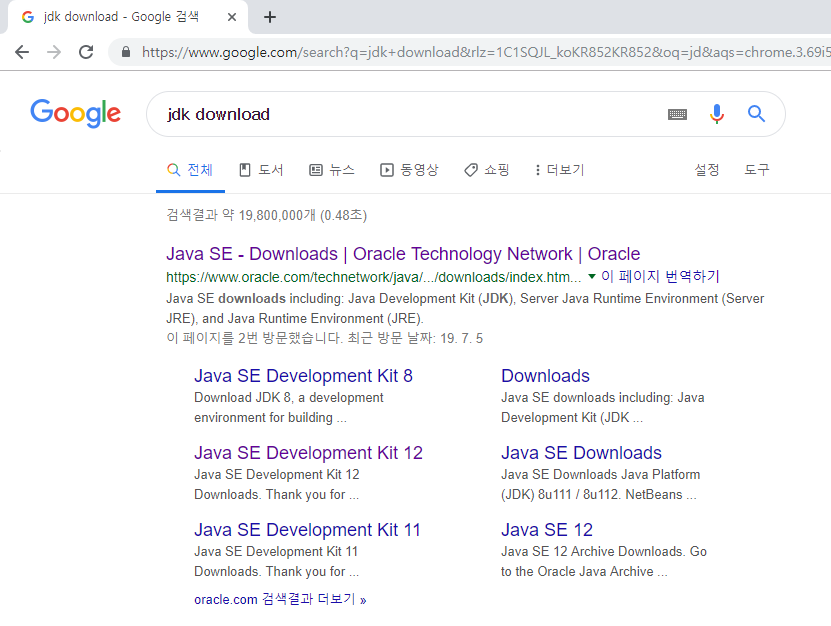 jdk download - Google 검색
https://www.google.com/search?q=jdk+download&rlz=1C1SQJL_koKR852KR852&oq=jd&aqs=chrome.3.69i5
Google
jdk download
전체 도서 뉴스 동영상 쇼핑 더보기 설정 도구
검색결과 약 19,800,000개 (0.48초)
Java SE - Downloads | Oracle Technology Network | Oracle
https://www.oracle.com/technetwork/java/.../downloads/index.htm... 이 페이지 번역하기
Java SE downloads including: Java Development Kit (JDK), Server Java Runtime Environment (Server
JRE), and Java Runtime Environment (JRE).
이 페이지를 2번 방문했습니다. 최근 방문 날짜: 19. 7. 5
Java SE Development Kit 8
Download JDK 8, a development
environment for building ...
Downloads
Java SE downloads including: Java
Development Kit (JDK ...
Java SE Development Kit 12
Java SE Development Kit 12
Downloads. Thank you for ...
Java SE Downloads
Java SE Downloads Java Platform
(JDK) 8u111 / 8u112. NetBeans ...
Java SE Development Kit 11
Java SE Development Kit 11
Downloads. Thank you for ...
Java SE 12
Java SE 12 Archive Downloads. Go
to the Oracle Java Archive ...
oracle.com 검색결과 더보기 »